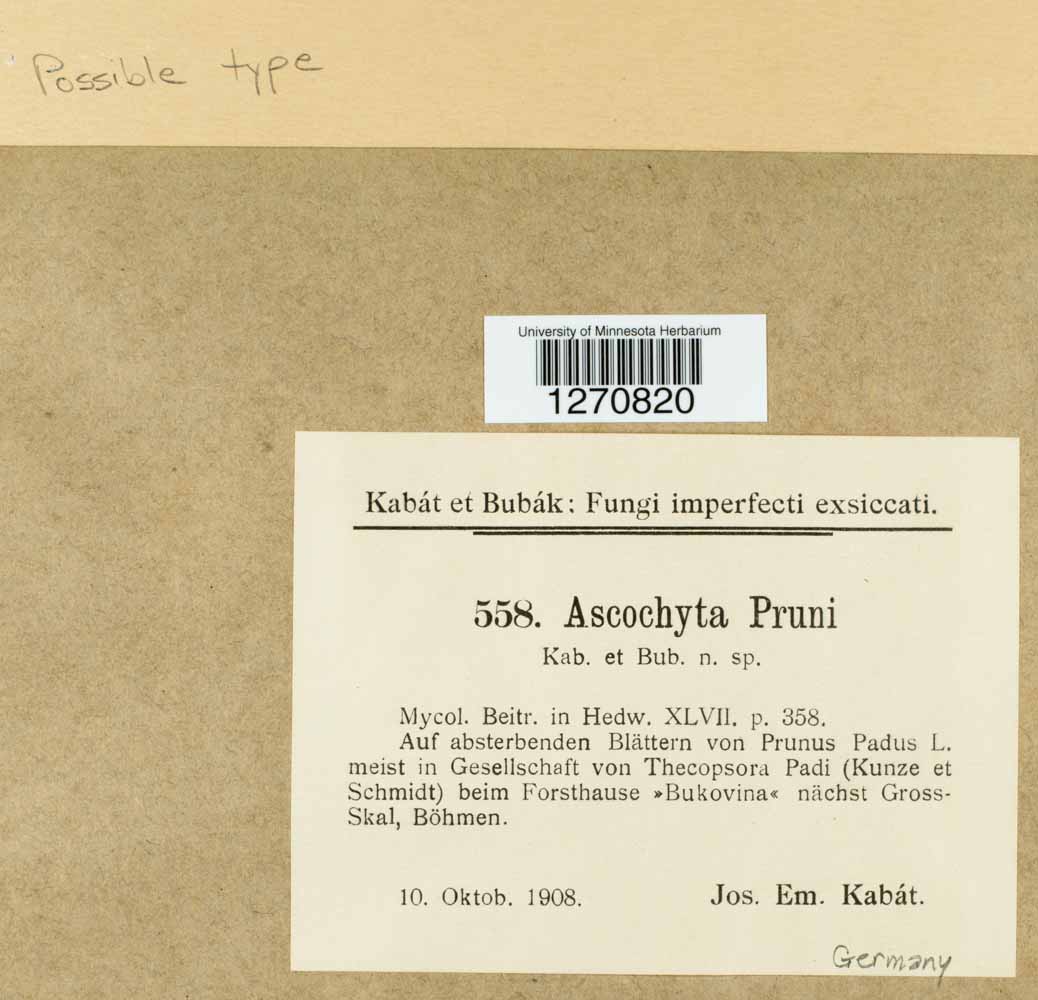 Possible type
University of Minnesota Herbarium
1270820
Kabát et Bubák: Fungi imperfecti exsiccati.
558. Ascochyta Pruni
Kab. et Bub. n. sp.
Mycol. Beitr. in Hedw. XLVII. p. 358.
Auf absterbenden Blättern von Prunus Padus L.
meist in Gesellschaft von Thecopsora Padi (Kunze et
Schmidt) beim Forsthause »Bukovina« nächst Gross-
Skal, Böhmen.
10. Oktob. 1908. Jos. Em. Kabát.
Germany